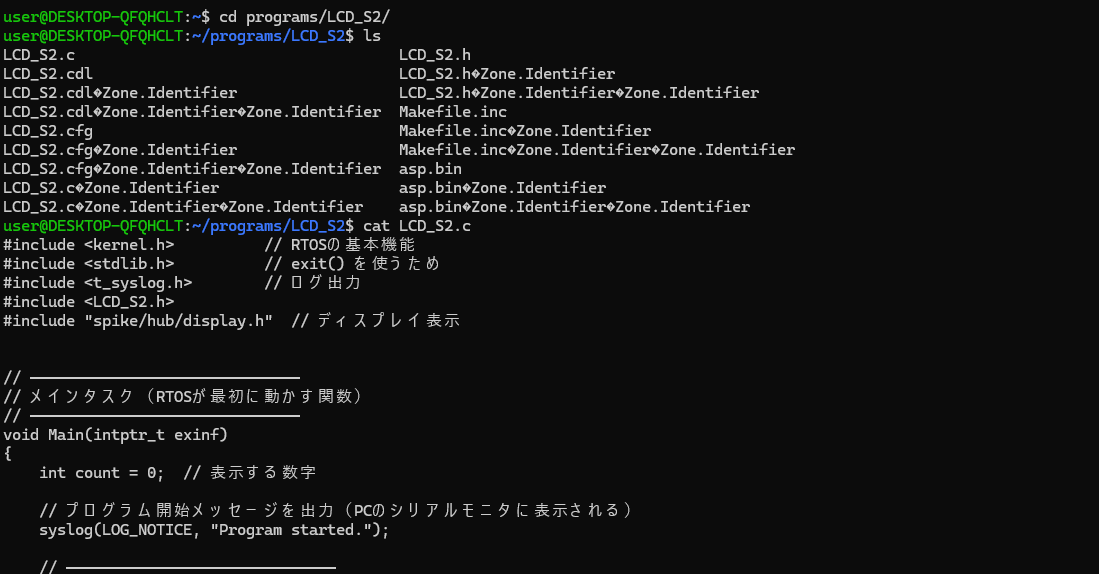 user@DESKTOP-QFQHCLT:~$ cd programs/LCD_S2/
user@DESKTOP-QFQHCLT:~/programs/LCD_S2$ ls
LCD_S2.c LCD_S2.h
LCD_S2.cdl LCD_S2.h�Zone.Identifier
LCD_S2.cdl�Zone.Identifier LCD_S2.h�Zone.Identifier�Zone.Identifier
LCD_S2.cdl�Zone.Identifier�Zone.Identifier Makefile.inc
LCD_S2.cfg Makefile.inc�Zone.Identifier
LCD_S2.cfg�Zone.Identifier Makefile.inc�Zone.Identifier�Zone.Identifier
LCD_S2.cfg�Zone.Identifier�Zone.Identifier asp.bin
LCD_S2.c�Zone.Identifier asp.bin�Zone.Identifier
LCD_S2.c�Zone.Identifier�Zone.Identifier asp.bin�Zone.Identifier�Zone.Identifier
user@DESKTOP-QFQHCLT:~/programs/LCD_S2$ cat LCD_S2.c
#include <kernel.h> // RTOSの基本機能
#include <stdlib.h> // exit() を使うため
#include <t_syslog.h> // ログ出力
#include <LCD_S2.h>
#include "spike/hub/display.h" // ディスプレイ表示
// ──────────────────────────────
// メインタスク（RTOSが最初に動かす関数）
// ──────────────────────────────
void Main(intptr_t exinf)
{
int count = 0; // 表示する数字
// プログラム開始メッセージを出力（PCのシリアルモニタに表示される）
syslog(LOG_NOTICE, "Program started.");
// ──────────────────────────────